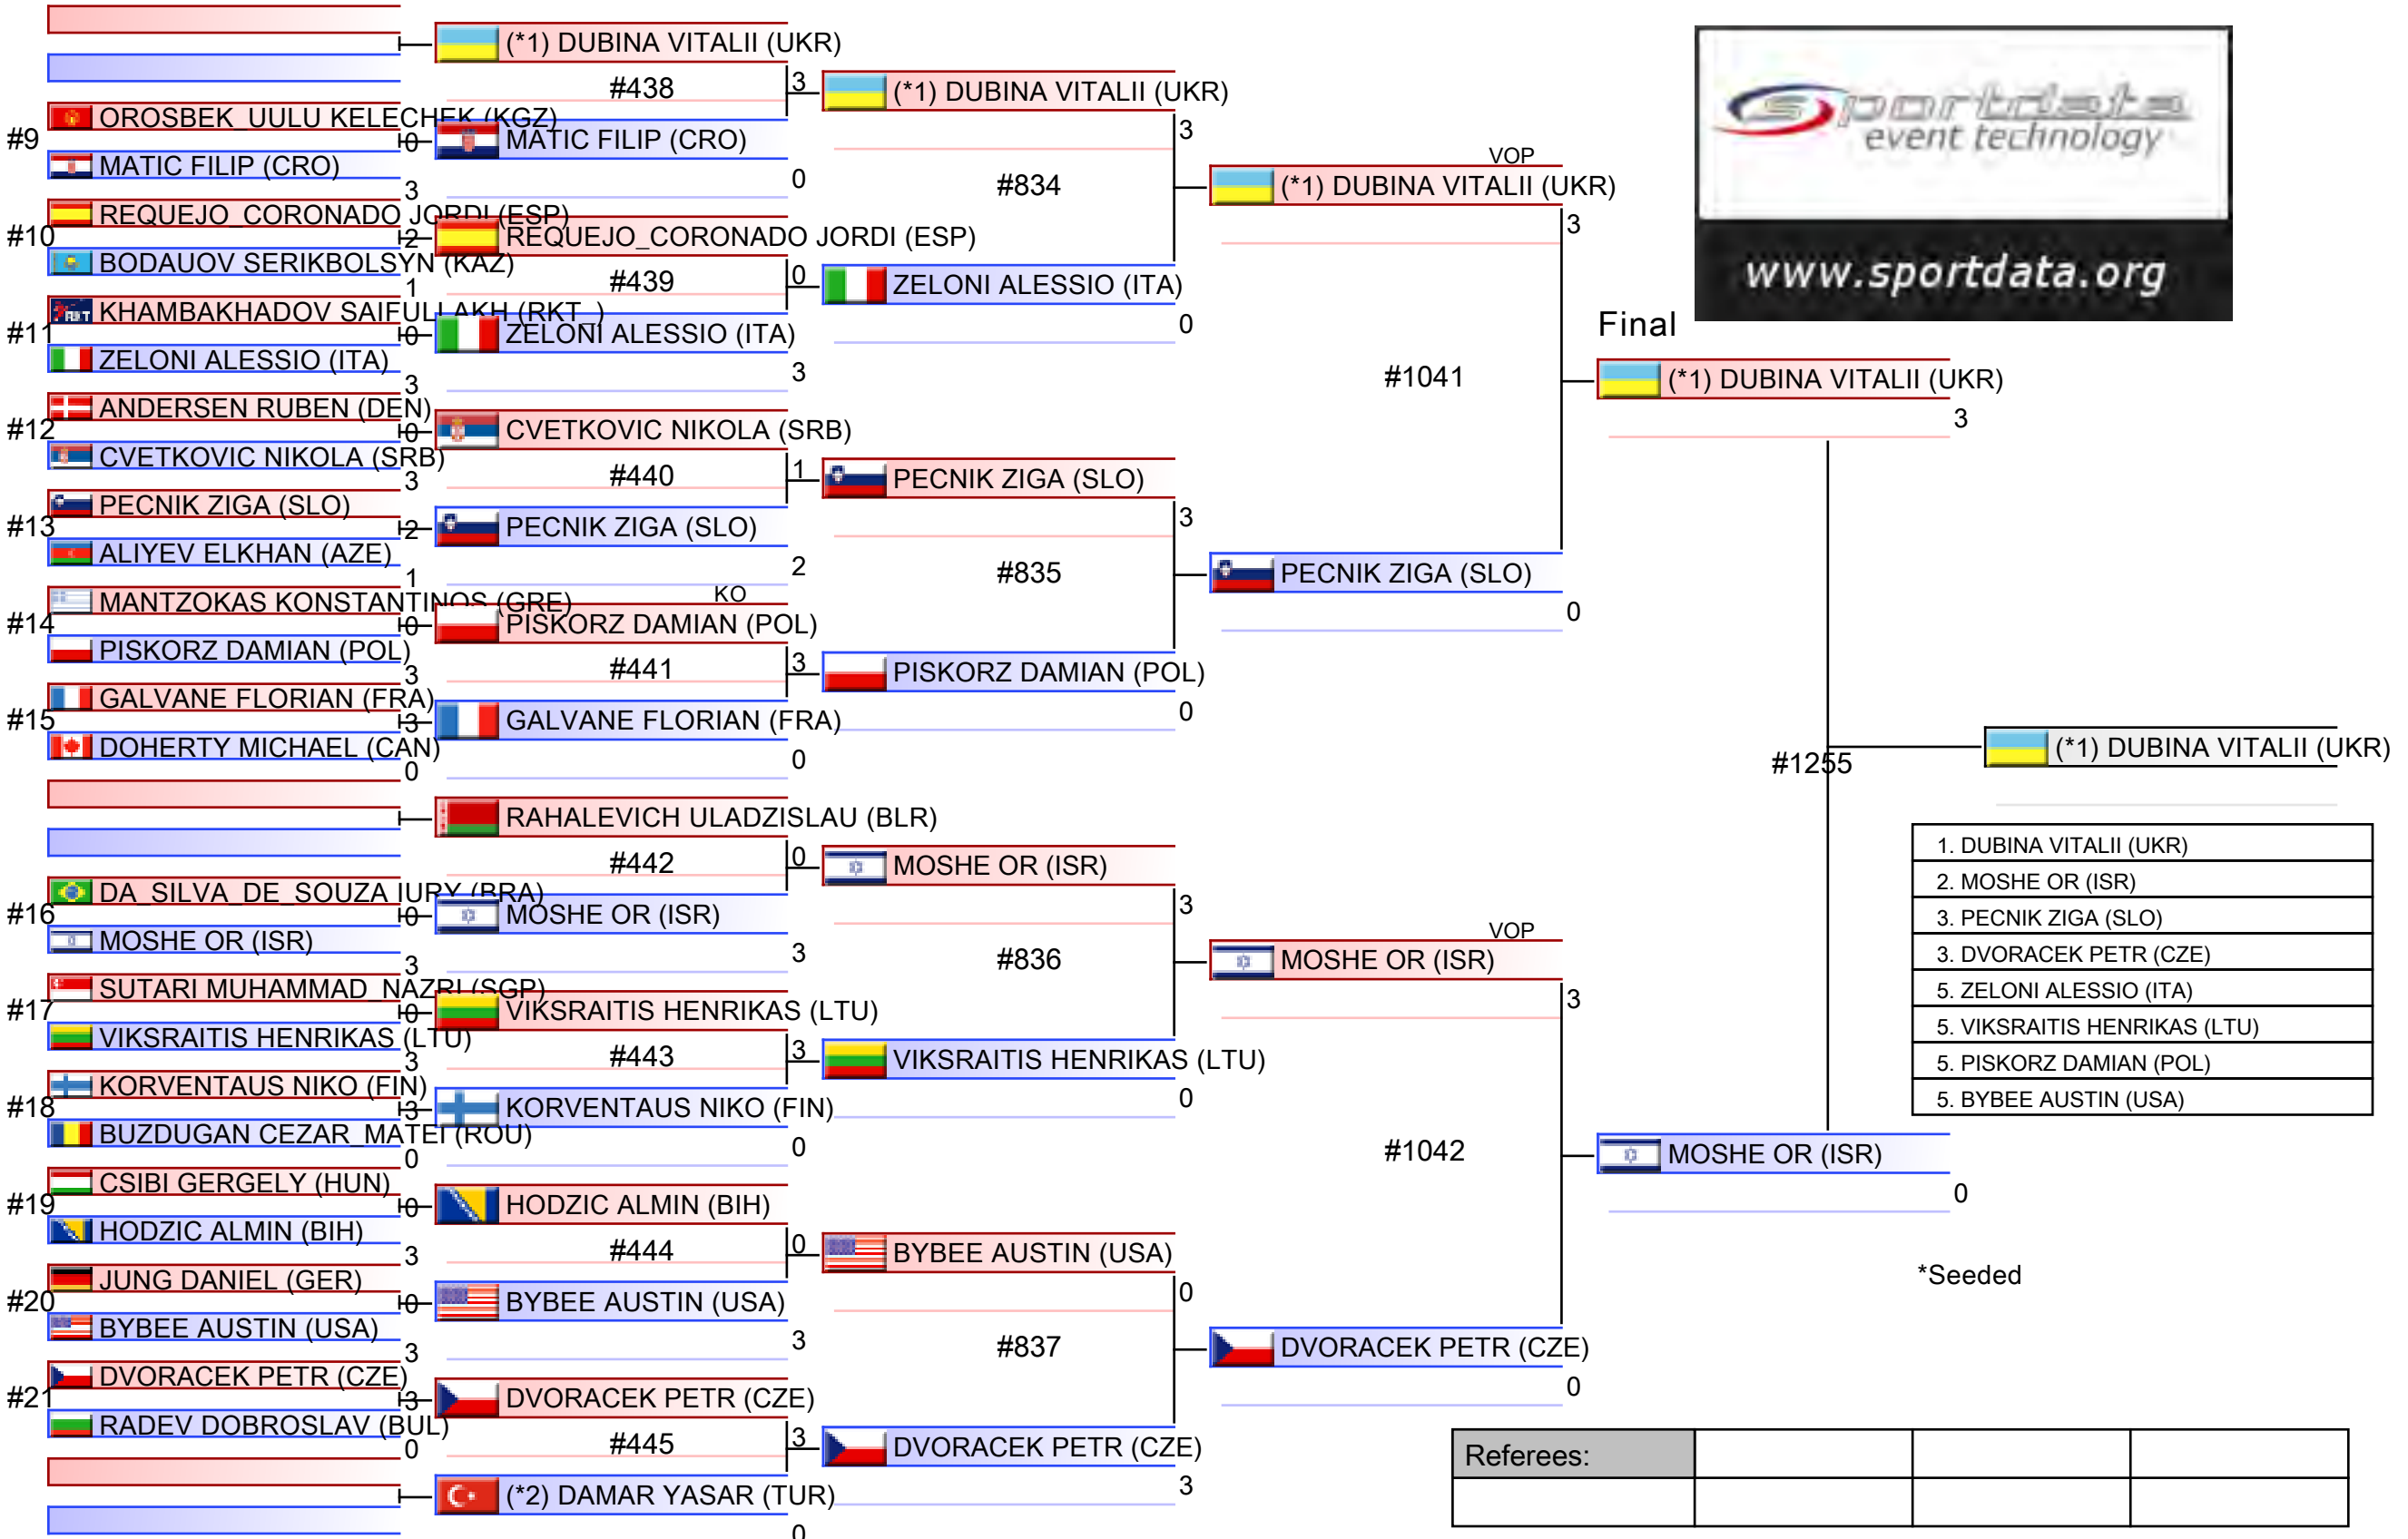 #9
OROSBEK_UULU KELECHEK (KGZ)
0
MATIC FILIP (CRO)
3
#10
REQUEJO_CORONADO JORDI (ESP)
2
BODAUOV SERIKBOLSYN (KAZ)
1
#11
KHAMBAKHADOV SAIFULLAKH (RKT_)
0
ZELONI ALESSIO (ITA)
3
#12
ANDERSEN RUBEN (DEN)
0
CVETKOVIC NIKOLA (SRB)
3
#13
PECNIK ZIGA (SLO)
2
ALIYEV ELKHAN (AZE)
1
#14
MANTZOKAS KONSTANTINOS (GRE)
0
PISKORZ DAMIAN (POL)
3
#15
GALVANE FLORIAN (FRA)
3
DOHERTY MICHAEL (CAN)
0
#16
DA_SILVA_DE_SOUZA IURY (BRA)
0
MOSHE OR (ISR)
3
#17
SUTARI MUHAMMAD_NAZRI (SGP)
0
VIKSRAITIS HENRIKAS (LTU)
3
#18
KORVENTAUS NIKO (FIN)
3
BUZDUGAN CEZAR_MATEI (ROU)
0
#19
CSIBI GERGELY (HUN)
0
HODZIC ALMIN (BIH)
3
#20
JUNG DANIEL (GER)
0
BYBEE AUSTIN (USA)
3
#21
DVORACEK PETR (CZE)
3
RADEV DOBROSLAV (BUL)
0
(*1) DUBINA VITALII (UKR)
#438
3
MATIC FILIP (CRO)
0
REQUEJO_CORONADO JORDI (ESP)
#439
0
ZELONI ALESSIO (ITA)
3
CVETKOVIC NIKOLA (SRB)
#440
1
PECNIK ZIGA (SLO)
2
KO
PISKORZ DAMIAN (POL)
#441
3
GALVANE FLORIAN (FRA)
0
RAHALEVICH ULADZISLAU (BLR)
#442
0
MOSHE OR (ISR)
3
VIKSRAITIS HENRIKAS (LTU)
#443
3
KORVENTAUS NIKO (FIN)
0
HODZIC ALMIN (BIH)
#444
0
BYBEE AUSTIN (USA)
3
DVORACEK PETR (CZE)
#445
3
(*2) DAMAR YASAR (TUR)
0
(*1) DUBINA VITALII (UKR)
3
#834
ZELONI ALESSIO (ITA)
0
PECNIK ZIGA (SLO)
3
#835
PISKORZ DAMIAN (POL)
0
MOSHE OR (ISR)
3
#836
VIKSRAITIS HENRIKAS (LTU)
0
BYBEE AUSTIN (USA)
0
#837
DVORACEK PETR (CZE)
3
VOP
(*1) DUBINA VITALII (UKR)
3
#1041
PECNIK ZIGA (SLO)
0
VOP
MOSHE OR (ISR)
3
#1042
DVORACEK PETR (CZE)
0
sportdata
event technology
www.sportdata.org
Final
(*1) DUBINA VITALII (UKR)
3
#1255
MOSHE OR (ISR)
0
(*1) DUBINA VITALII (UKR)
1. DUBINA VITALII (UKR)
2. MOSHE OR (ISR)
3. PECNIK ZIGA (SLO)
3. DVORACEK PETR (CZE)
5. ZELONI ALESSIO (ITA)
5. VIKSRAITIS HENRIKAS (LTU)
5. PISKORZ DAMIAN (POL)
5. BYBEE AUSTIN (USA)
*Seeded
Referees: